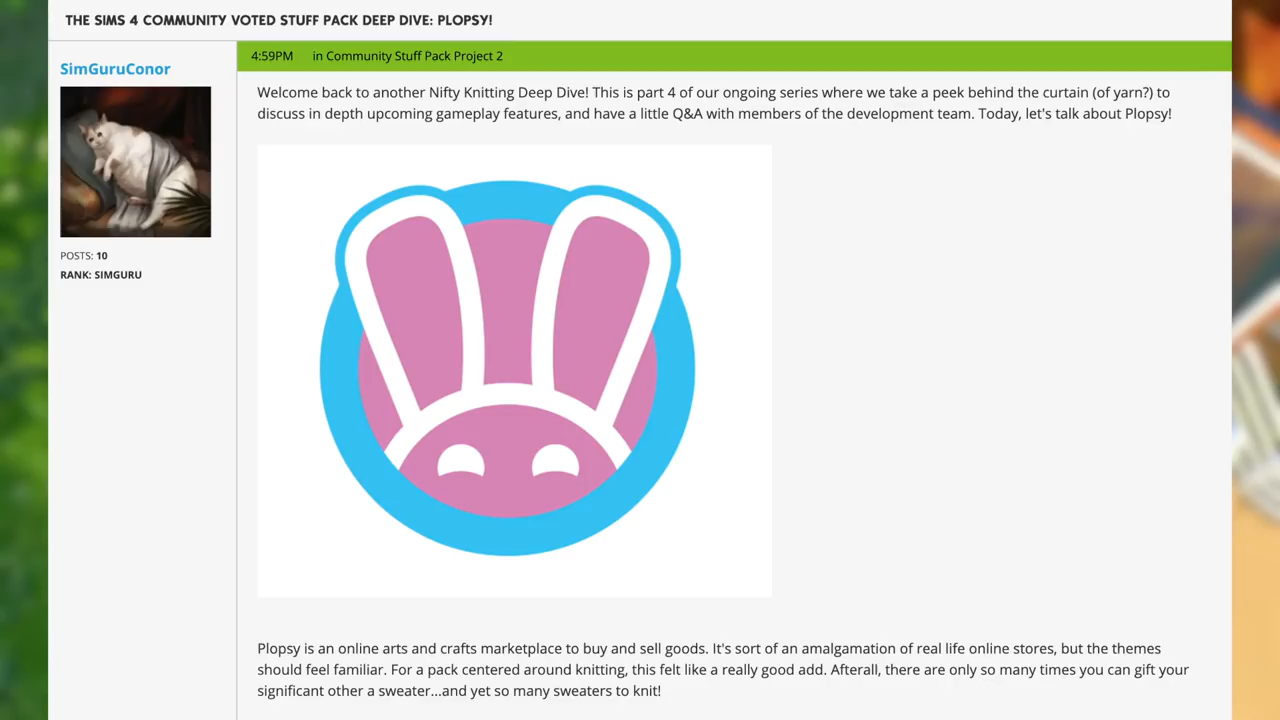 THE SIMS 4 COMMUNITY VOTED STUFF PACK DEEP DIVE: PLOPSY!
SimGuruConor
POSTS: 10
RANK: SIMGURU
4:59PM in Community Stuff Pack Project 2
Welcome back to another Nifty Knitting Deep Dive! This is part 4 of our ongoing series where we take a peek behind the curtain (of yarn?) to
discuss in depth upcoming gameplay features, and have a little Q&A with members of the development team. Today, let's talk about Plopsy!
Plopsy is an online arts and crafts marketplace to buy and sell goods. It's sort of an amalgamation of real life online stores, but the themes
should feel familiar. For a pack centered around knitting, this felt like a really good add. Afterall, there are only so many times you can gift your
significant other a sweater...and yet so many sweaters to knit!